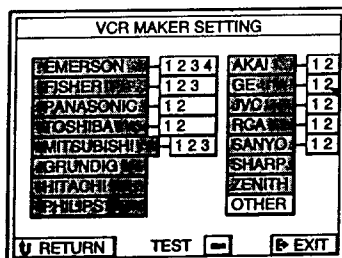 VCR MAKER SETTING
EMERSON 1 2 3 4
FISHER 1 2 3
PANASONIC 1 2
TOSHIBA 1 2
MITSUBISHI 1 2 3
GRUNDIG
HITACHI
PHILIPS
AKAI 1 2
GE 1 2
JVC 1 2
RCA 1 2
SANYO 1 2
SHARP
ZENITH
OTHER
RETURN TEST EXIT